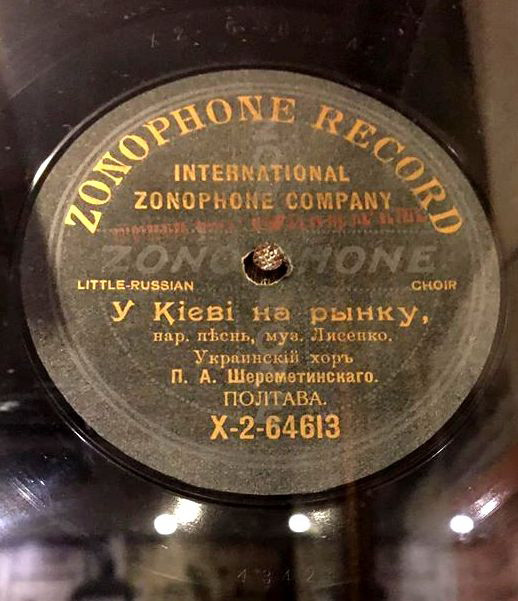 ZONOPHONE RECORD
INTERNATIONAL
ZONOPHONE COMPANY
ZONOPHONE
LITTLE-RUSSIAN CHOIR
У Кіеві на рынку,
нар. пѣснь, муз. Лисенко.
Украинскій хоръ
П. А. Шереметинскаго.
ПОЛТАВА.
X-2-64613